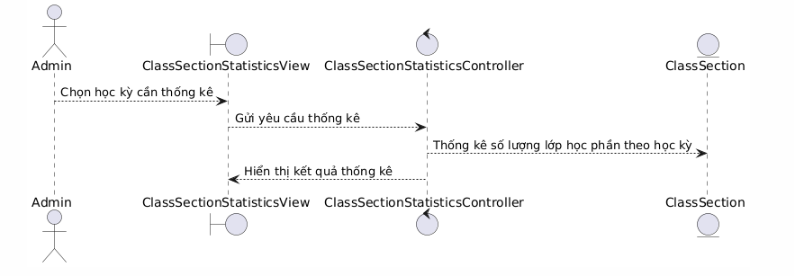 Admin
ClassSectionStatisticsView
ClassSectionStatisticsController
ClassSection
Chọn học kỳ cần thống kê
Gửi yêu cầu thống kê
Thống kê số lượng lớp học phần theo học kỳ
Hiển thị kết quả thống kê
Admin
ClassSectionStatisticsView
ClassSectionStatisticsController
ClassSection